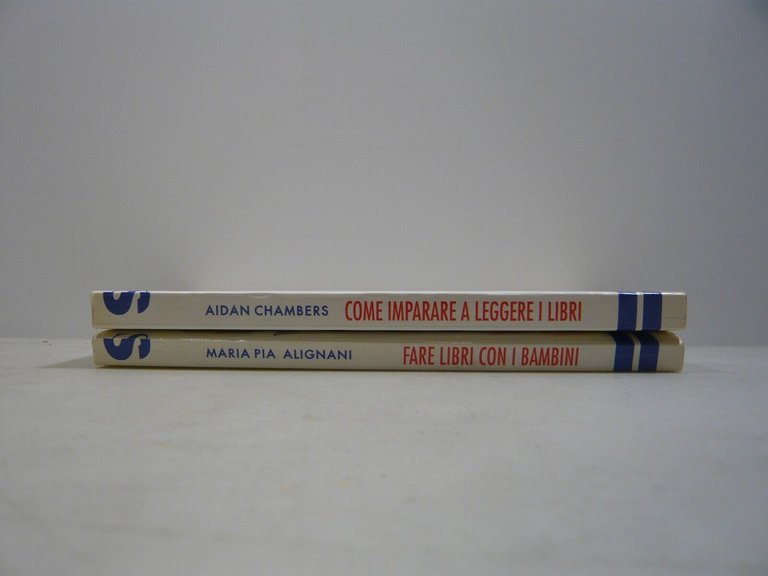 S AIDAN CHAMBERS COME IMPARARE A LEGGERE I LIBRI
S MARIA PIA ALIGNANI FARE LIBRI CON I BAMBINI